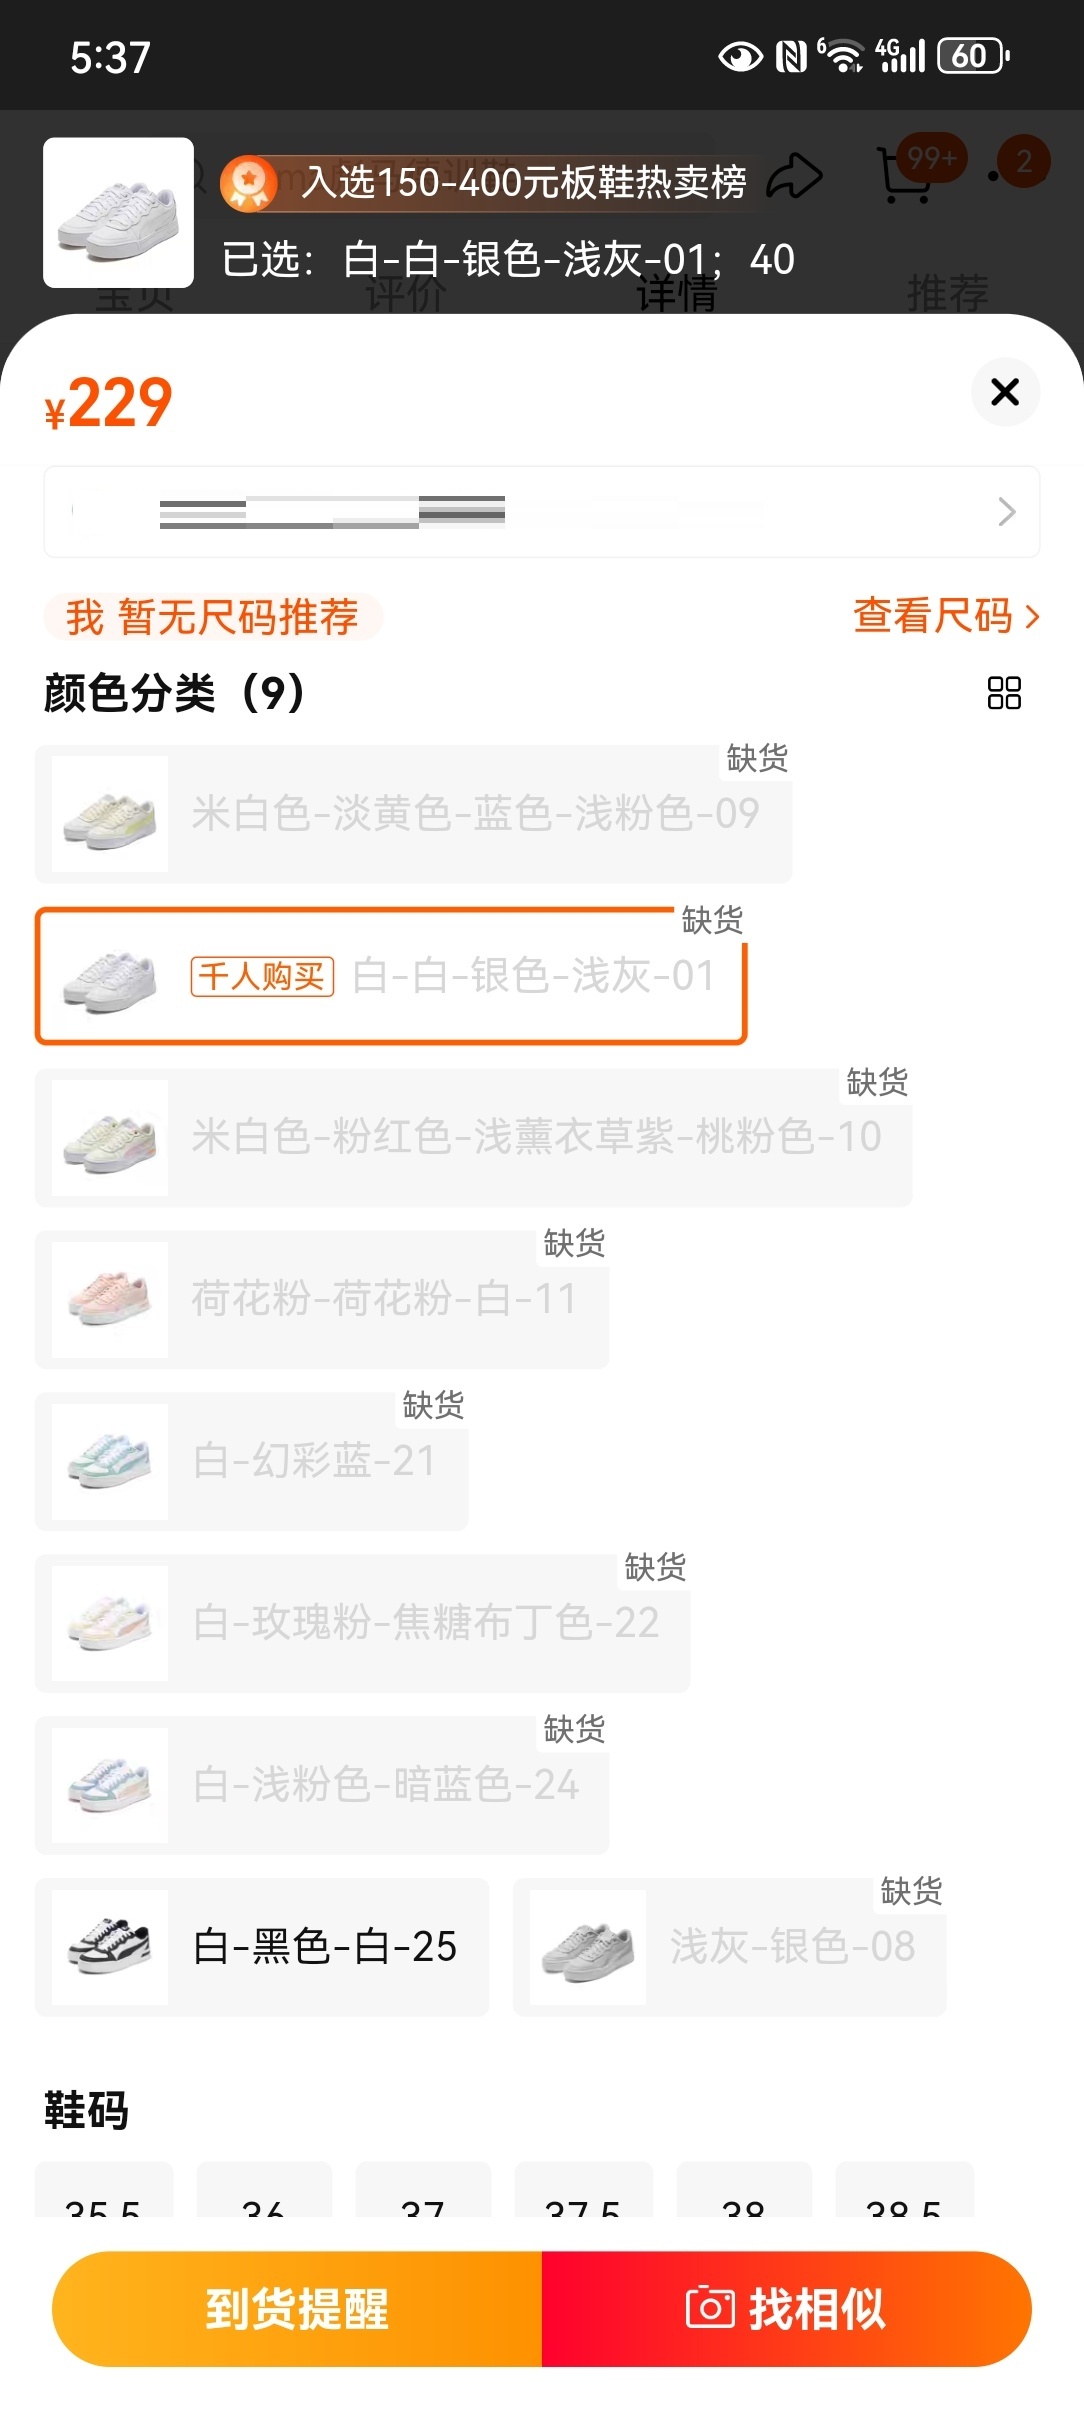 5:37
6
4G
60
入选150-400元板鞋热卖榜
99+
2
已选：白-白-银色-浅灰-01；40
宝贝
评价
详情
推荐
¥229
我 暂无尺码推荐
查看尺码
颜色分类（9）
缺货
米白色-淡黄色-蓝色-浅粉色-09
缺货
千人购买 白-白-银色-浅灰-01
缺货
米白色-粉红色-浅薰衣草紫-桃粉色-10
缺货
荷花粉-荷花粉-白-11
缺货
白-幻彩蓝-21
缺货
白-玫瑰粉-焦糖布丁色-22
缺货
白-浅粉色-暗蓝色-24
白-黑色-白-25
缺货
浅灰-银色-08
鞋码
35.5 36 37 37.5 38 38.5
到货提醒
找相似